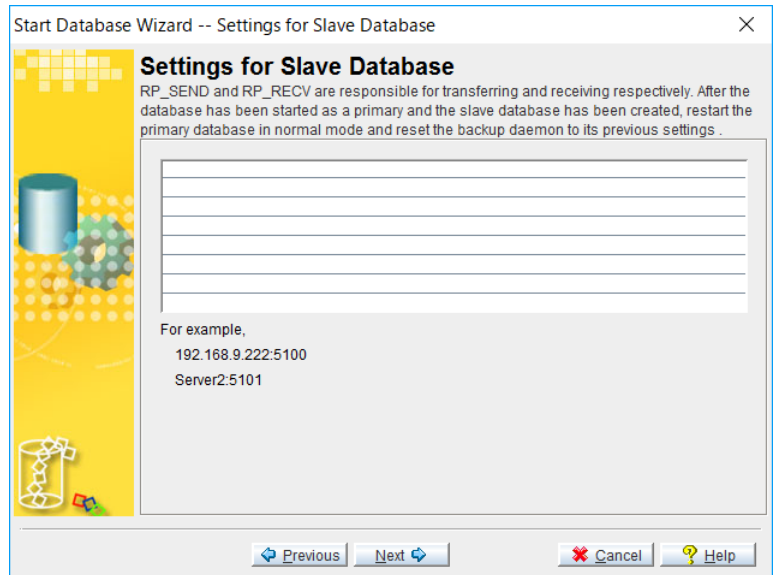 Start Database Wizard -- Settings for Slave Database
Settings for Slave Database
RP_SEND and RP_RECV are responsible for transferring and receiving respectively. After the
database has been started as a primary and the slave database has been created, restart the
primary database in normal mode and reset the backup daemon to its previous settings .
For example,
192.168.9.222:5100
Server2:5101
Previous Next Cancel Help